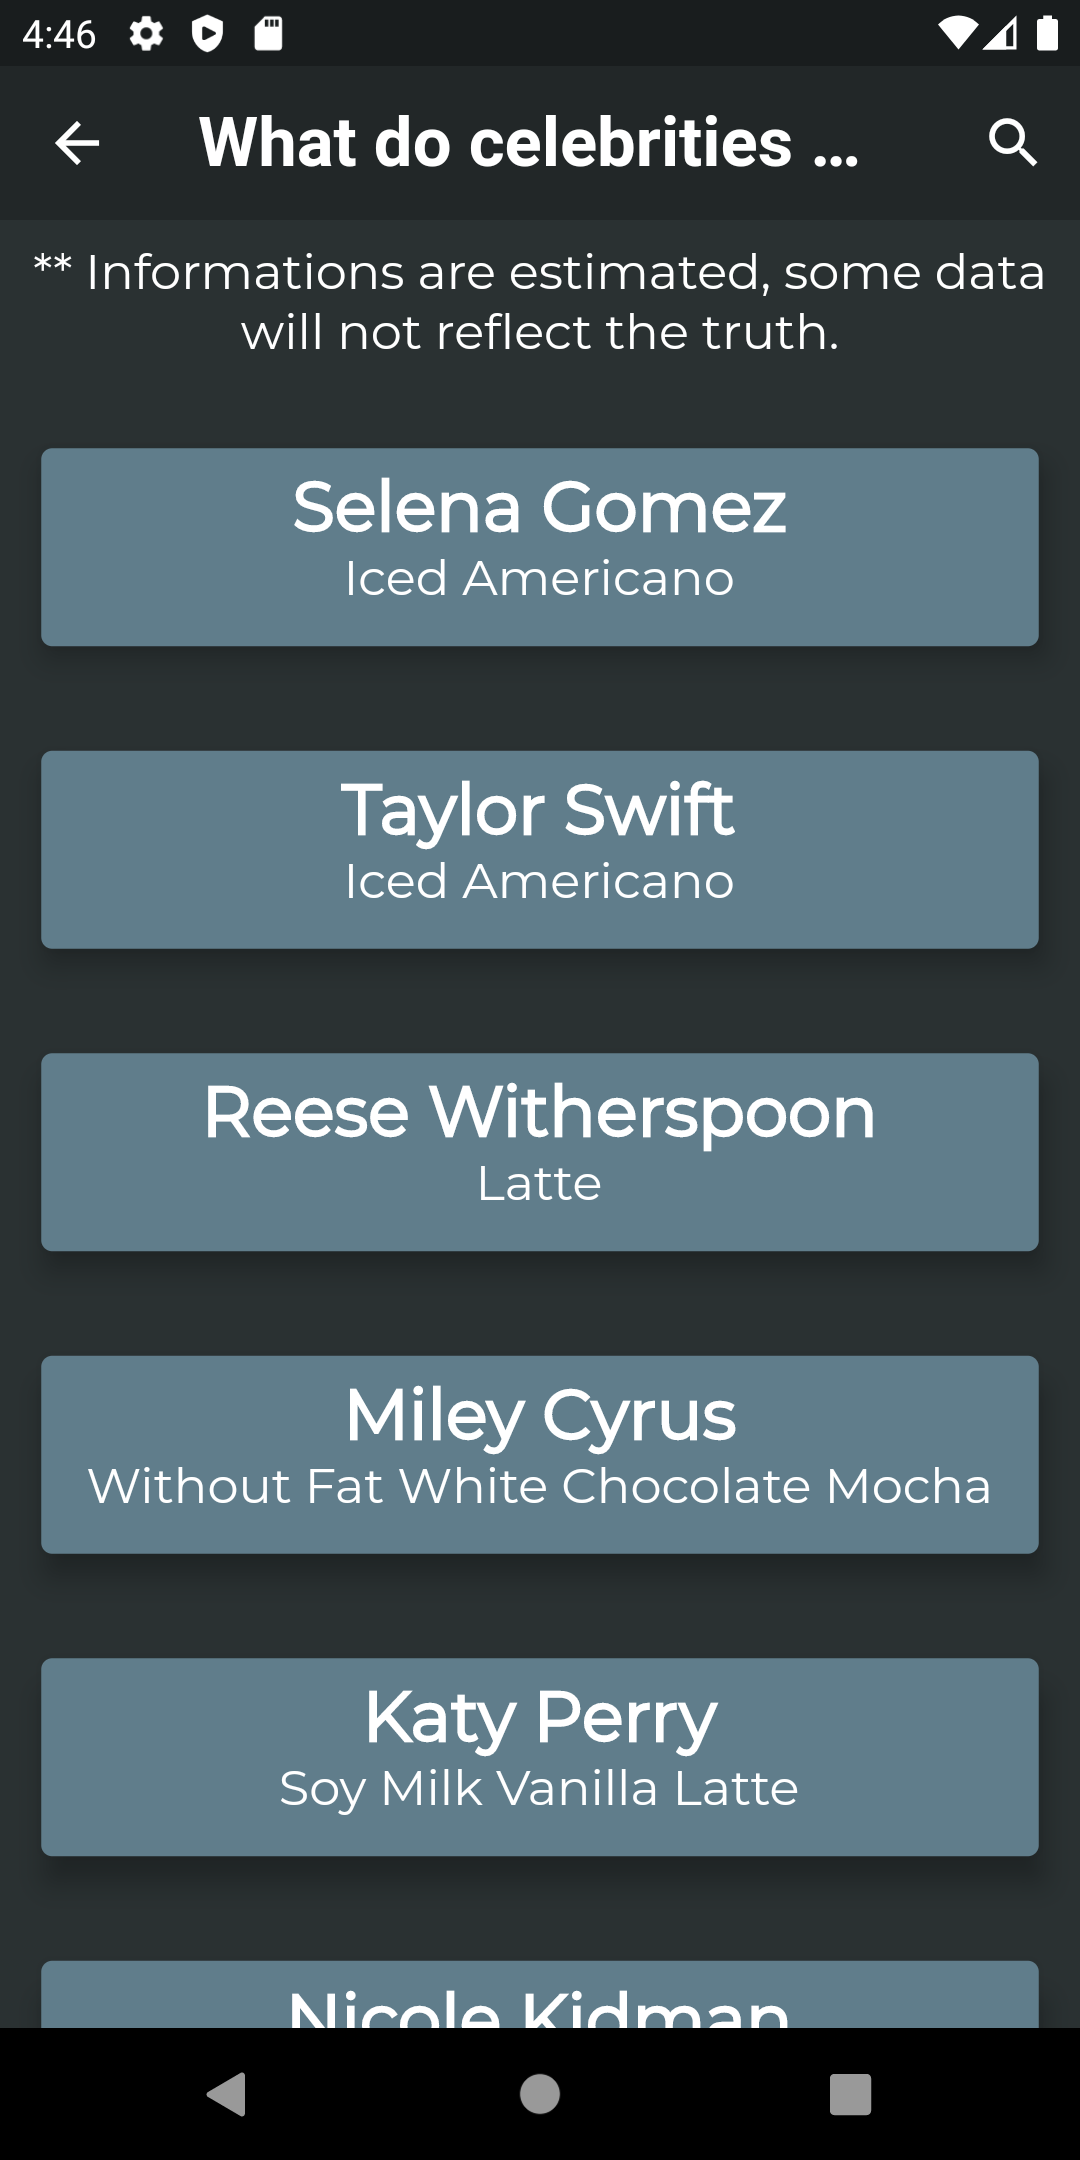 4:46
What do celebrities ...
** Informations are estimated, some data
will not reflect the truth.
Selena Gomez
Iced Americano
Taylor Swift
Iced Americano
Reese Witherspoon
Latte
Miley Cyrus
Without Fat White Chocolate Mocha
Katy Perry
Soy Milk Vanilla Latte
Nicole Kidman